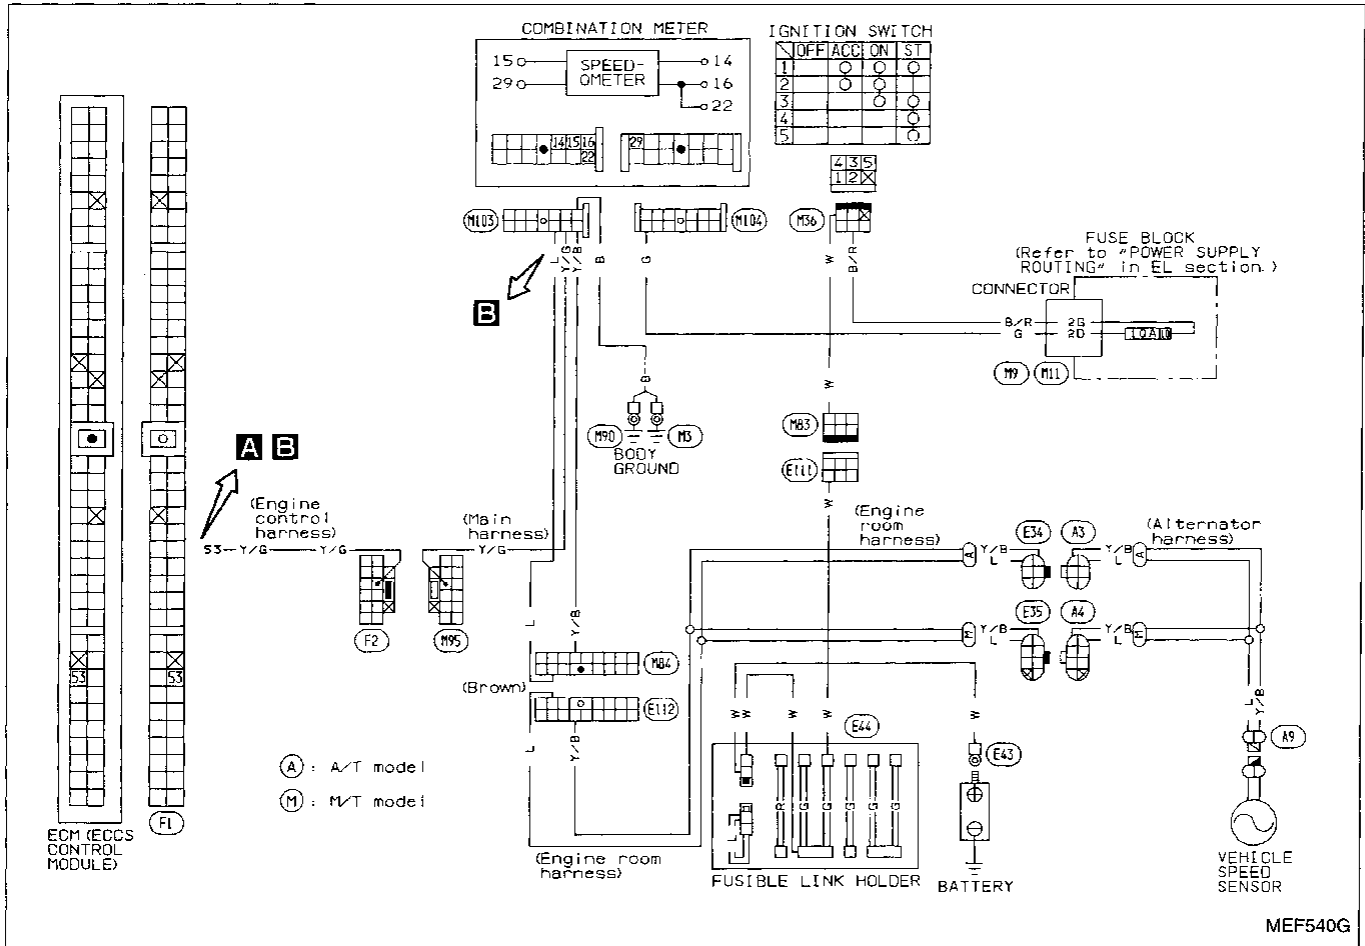 COMBINATION METER
15
29
SPEED-
OMETER
14
16
22
14 15 16
22
29
IGNITION SWITCH
OFF ACC ON ST
1
2
3
4
5
4 3 5
1 2
M103
M104
M36
L
Y/G
Y/B
B
G
W
B/R
B
FUSE BLOCK
(Refer to "POWER SUPPLY
ROUTING" in EL section.)
CONNECTOR
B/R
G
2G
2D
10A 10
M9
M11
W
B
M90
M3
BODY
GROUND
M83
E111
W
A B
(Engine
control
harness)
53
Y/G
Y/G
F2
(Main
harness)
Y/G
M95
(Engine
room
harness)
A
Y/B
L
E34
A3
Y/B
L
A
(Alternator
harness)
M
Y/B
L
E35
A4
Y/B
L
M
53
53
L
Y/B
M84
(Brown)
E112
L
Y/B
W
W
W
W
W
E44
E43
L
Y/B
A9
A : A/T model
M : M/T model
L
L
R
G
G
G
G
ECM (ECCS
CONTROL
MODULE)
F1
(Engine room
harness)
FUSIBLE LINK HOLDER
BATTERY
VEHICLE
SPEED
SENSOR
MEF540G